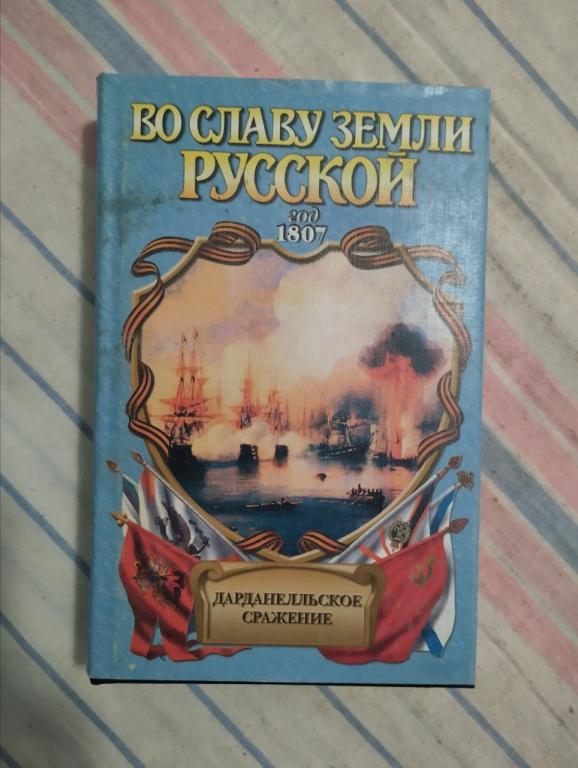 ВО СЛАВУ ЗЕМЛИ
РУССКОЙ
год
1807
ДАРДАНЕЛЛЬСКОЕ
СРАЖЕНИЕ